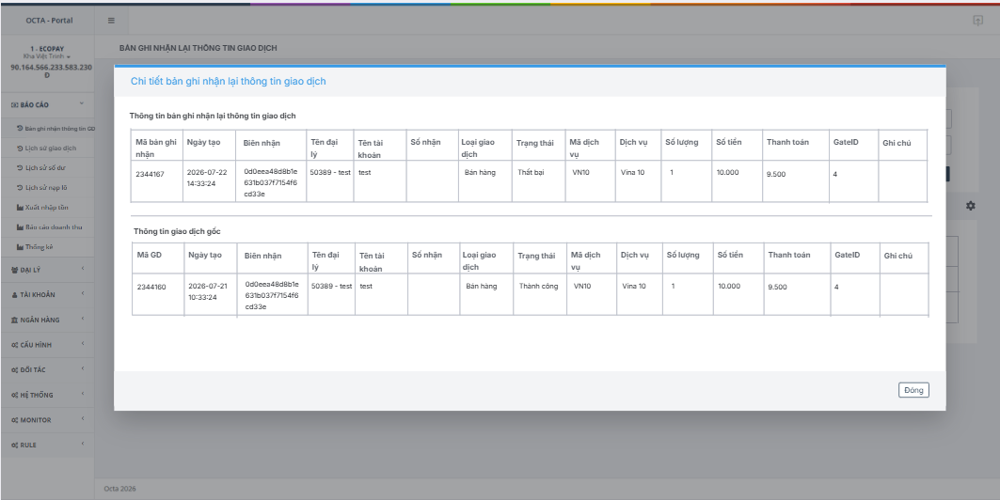 OCTA - Portal
1 - ECOPAY
Kha Việt Trinh
90.164.566.233.583.230
Đ
BÁO CÁO
Bản ghi nhận thông tin GD
Lịch sử giao dịch
Lịch sử số dư
Lịch sử nạp lô
Xuất nhập tồn
Báo cáo doanh thu
Thống kê
ĐẠI LÝ
TÀI KHOẢN
NGÂN HÀNG
CẤU HÌNH
ĐỐI TÁC
HỆ THỐNG
MONITOR
RULE
BẢN GHI NHẬN LẠI THÔNG TIN GIAO DỊCH
Chi tiết bản ghi nhận lại thông tin giao dịch
Thông tin bản ghi nhận lại thông tin giao dịch
Mã bản ghi nhận Ngày tạo Biên nhận Tên đại lý Tên tài khoản Số nhận Loại giao dịch Trạng thái Mã dịch vụ Dịch vụ Số lượng Số tiền Thanh toán GateID Ghi chú
2344167 2026-07-22 14:33:24 0d0eea48d8b1e631b037f7154f6cd33e 50389 - test test Bán hàng Thất bại VN10 Vina 10 1 10.000 9.500 4
Thông tin giao dịch gốc
Mã GD Ngày tạo Biên nhận Tên đại lý Tên tài khoản Số nhận Loại giao dịch Trạng thái Mã dịch vụ Dịch vụ Số lượng Số tiền Thanh toán GateID Ghi chú
2344160 2026-07-21 10:33:24 0d0eea48d8b1e631b037f7154f6cd33e 50389 - test test Bán hàng Thành công VN10 Vina 10 1 10.000 9.500 4
Đóng
Octa 2026